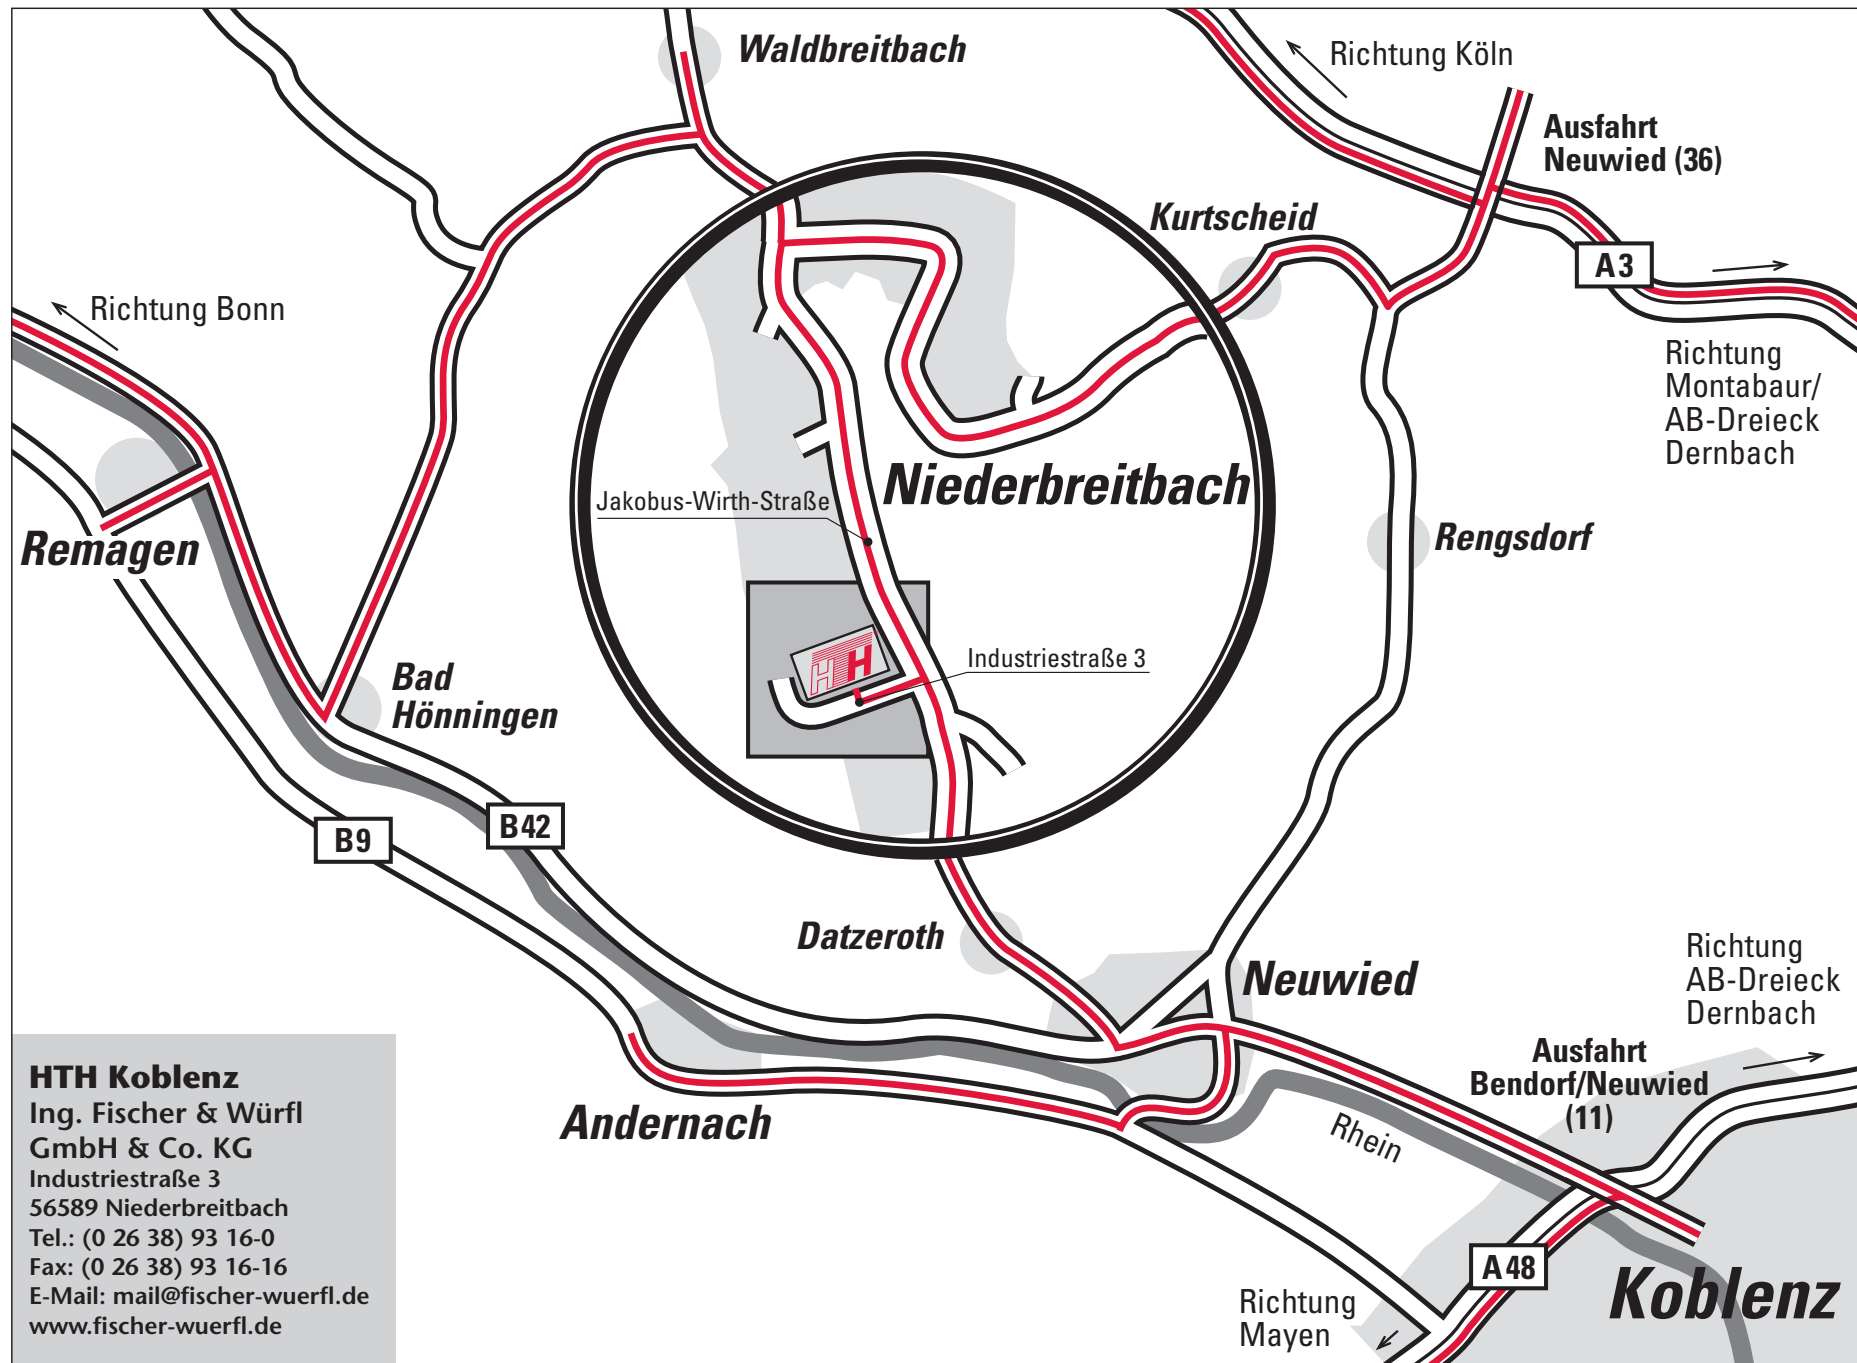 Waldbreitbach
Richtung Köln
Ausfahrt
Neuwied (36)
Kurtscheid
A3
Richtung Bonn
Richtung
Montabaur/
AB-Dreieck
Dernbach
Niederbreitbach
Jakobus-Wirth-Straße
Remagen
Rengsdorf
HTH
Industriestraße 3
Bad
Hönningen
B42
B9
Datzeroth
Neuwied
Richtung
AB-Dreieck
Dernbach
Ausfahrt
Bendorf/Neuwied
(11)
Andernach
Rhein
A48
Koblenz
Richtung
Mayen
HTH Koblenz
Ing. Fischer & Würfl
GmbH & Co. KG
Industriestraße 3
56589 Niederbreitbach
Tel.: (0 26 38) 93 16-0
Fax: (0 26 38) 93 16-16
E-Mail: mail@fischer-wuerfl.de
www.fischer-wuerfl.de